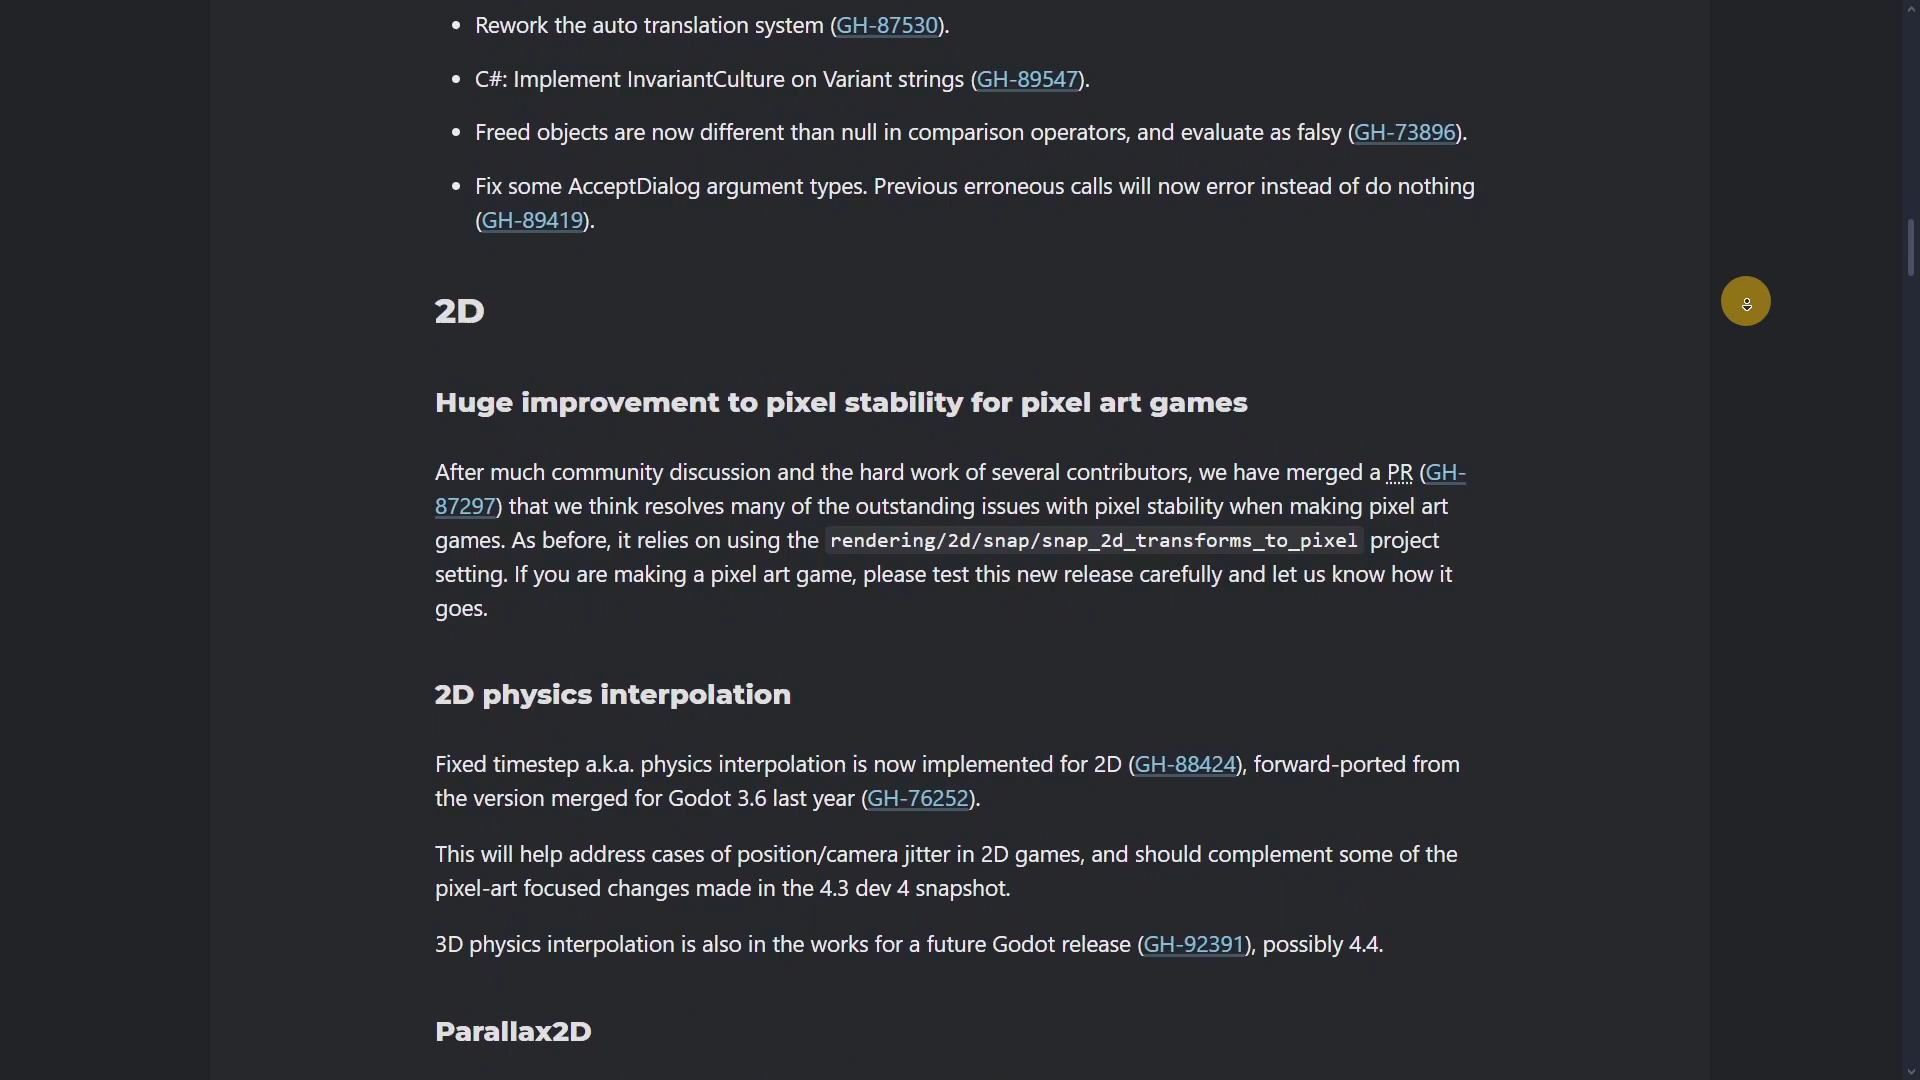 Rework the auto translation system (GH-87530).
C#: Implement InvariantCulture on Variant strings (GH-89547).
Freed objects are now different than null in comparison operators, and evaluate as falsy (GH-73896).
Fix some AcceptDialog argument types. Previous erroneous calls will now error instead of do nothing
(GH-89419).
2D
Huge improvement to pixel stability for pixel art games
After much community discussion and the hard work of several contributors, we have merged a PR (GH-
87297) that we think resolves many of the outstanding issues with pixel stability when making pixel art
games. As before, it relies on using the rendering/2d/snap/snap_2d_transforms_to_pixel project
setting. If you are making a pixel art game, please test this new release carefully and let us know how it
goes.
2D physics interpolation
Fixed timestep a.k.a. physics interpolation is now implemented for 2D (GH-88424), forward-ported from
the version merged for Godot 3.6 last year (GH-76252).
This will help address cases of position/camera jitter in 2D games, and should complement some of the
pixel-art focused changes made in the 4.3 dev 4 snapshot.
3D physics interpolation is also in the works for a future Godot release (GH-92391), possibly 4.4.
Parallax2D